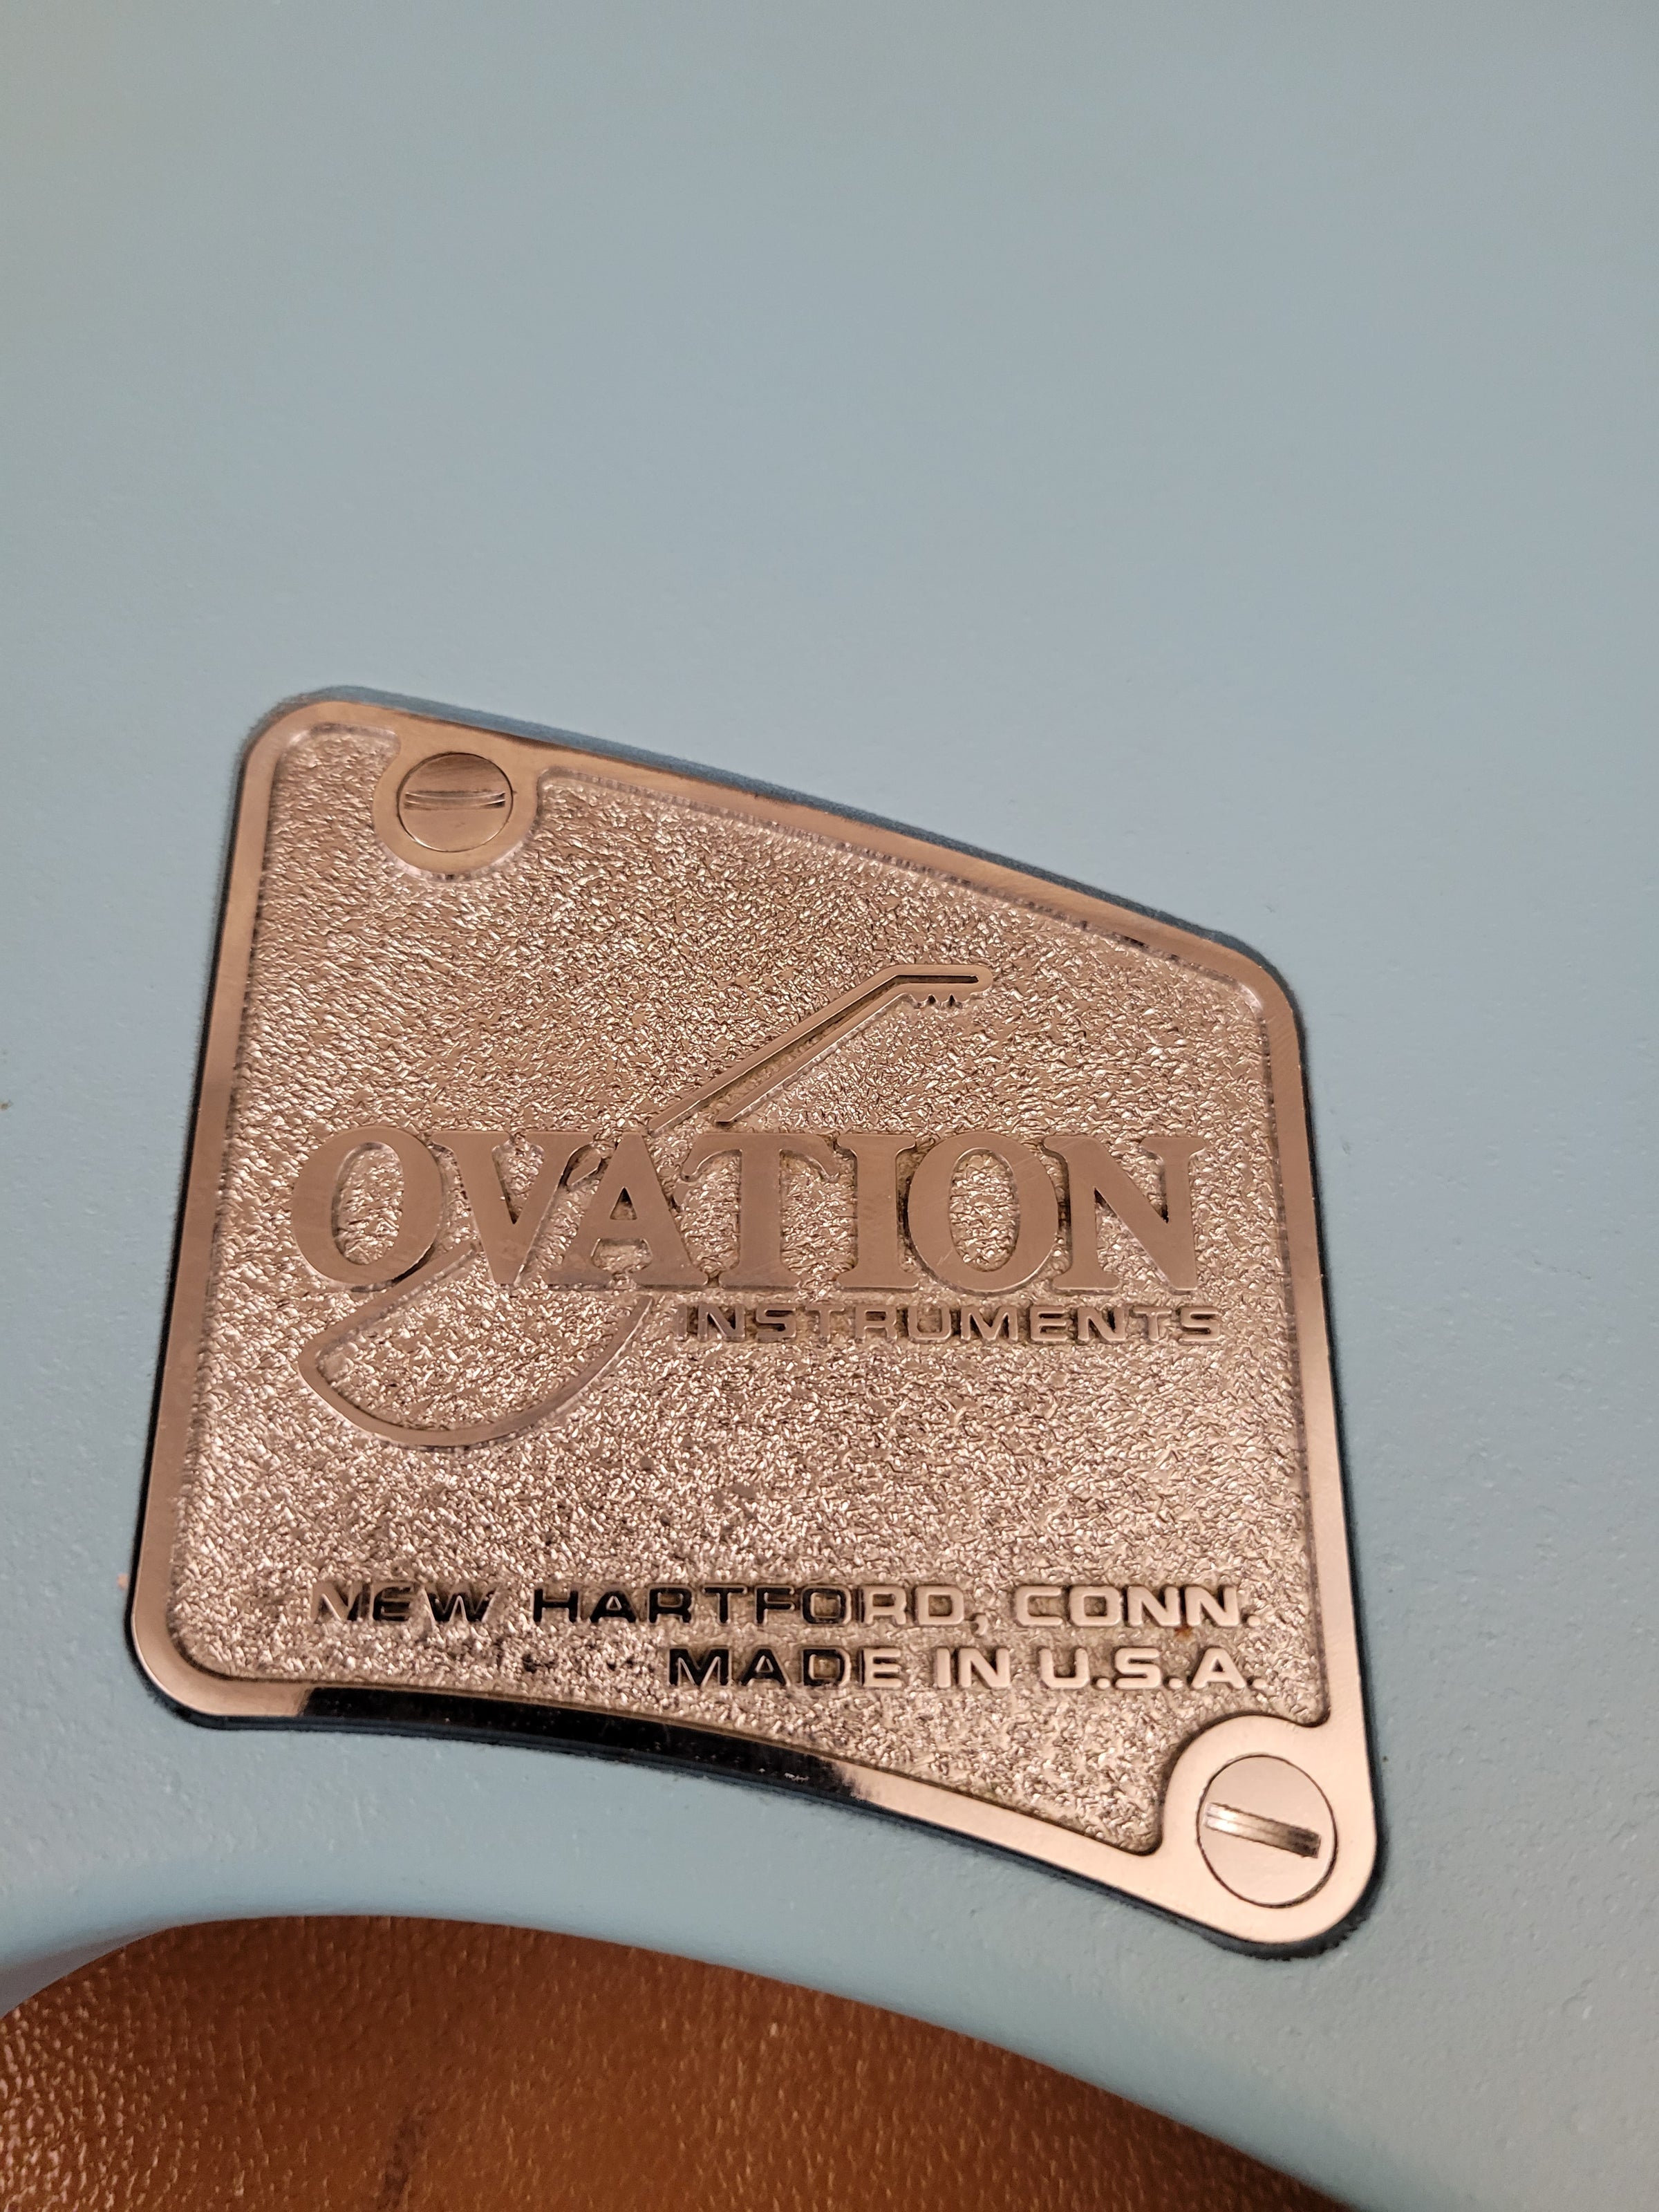 OVATION
INSTRUMENTS
NEW HARTFORD, CONN.
MADE IN U.S.A.